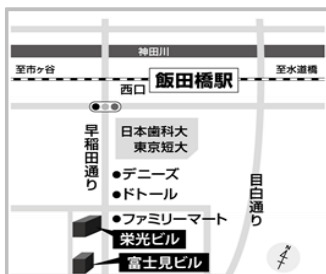 神田川
至市ヶ谷
飯田橋駅
至水道橋
西口
早稲田通り
日本歯科大
東京短大
目白通り
●デニーズ
●ドトール
●ファミリーマート
栄光ビル
富士見ビル
N